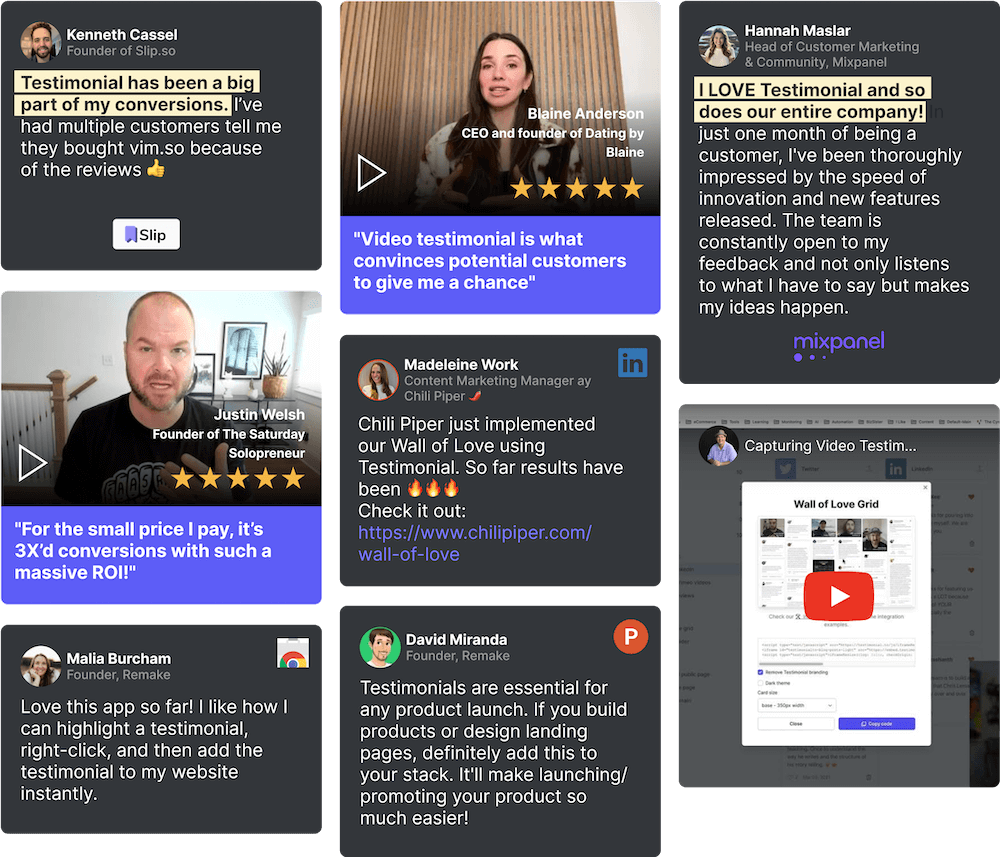 Kenneth Cassel
Founder of Slip.so
Testimonial has been a big
part of my conversions. I've
had multiple customers tell me
they bought vim.so because
of the reviews 👍
Slip
Justin Welsh
Founder of The Saturday
Solopreneur
"For the small price I pay, it's
3X'd conversions with such a
massive ROI!"
Malia Burcham
Founder, Remake
Love this app so far! I like how I
can highlight a testimonial,
right-click, and then add the
testimonial to my website
instantly.
Blaine Anderson
CEO and founder of Dating by
Blaine
"Video testimonial is what
convinces potential customers
to give me a chance"
Madeleine Work
in
Content Marketing Manager ay
Chili Piper 🌶️
Chili Piper just implemented
our Wall of Love using
Testimonial. So far results have
been 🔥🔥🔥
Check it out:
https://www.chilipiper.com/
wall-of-love
David Miranda
P
Founder, Remake
Testimonials are essential for
any product launch. If you build
products or design landing
pages, definitely add this to
your stack. It'll make launching/
promoting your product so
much easier!
Hannah Maslar
Head of Customer Marketing
& Community, Mixpanel
I LOVE Testimonial and so
does our entire company! In
just one month of being a
customer, I've been thoroughly
impressed by the speed of
innovation and new features
released. The team is
constantly open to my
feedback and not only listens
to what I have to say but makes
my ideas happen.
mixpanel
Capturing Video Testim...
Twitter
in LinkedIn
Wall of Love Grid
Check our
integration
examples.
Remove Testimonial branding
Dark theme
Card size
base - 350px width
Close
Copy code